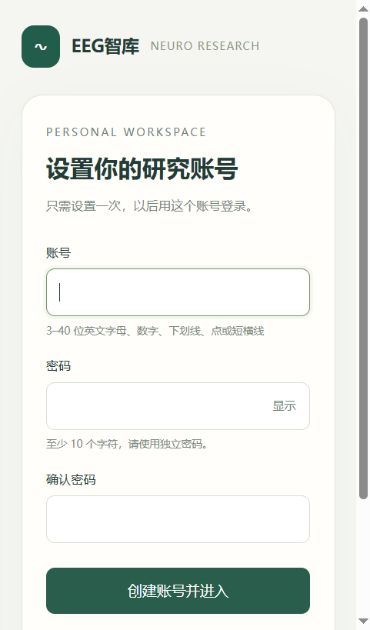 EEG智库 NEURO RESEARCH
PERSONAL WORKSPACE
设置你的研究账号
只需设置一次，以后用这个账号登录。
账号
3–40 位英文字母、数字、下划线、点或短横线
密码
显示
至少 10 个字符，请使用独立密码。
确认密码
创建账号并进入